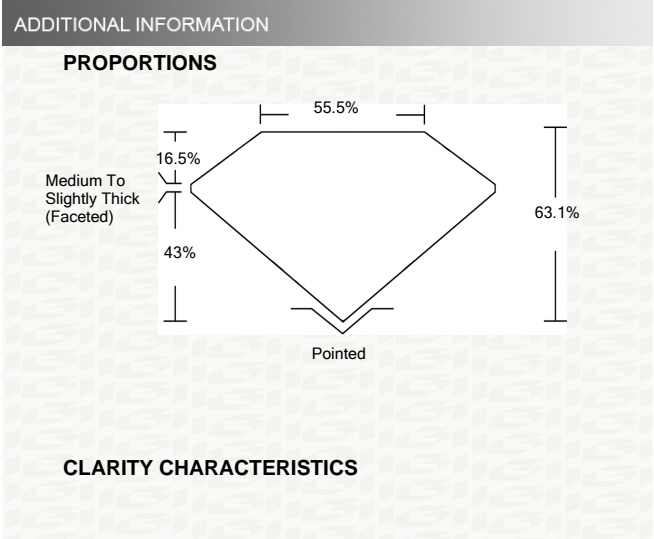 ADDITIONAL INFORMATION
PROPORTIONS
55.5%
16.5%
Medium To
Slightly Thick
(Faceted)
63.1%
43%
Pointed
CLARITY CHARACTERISTICS